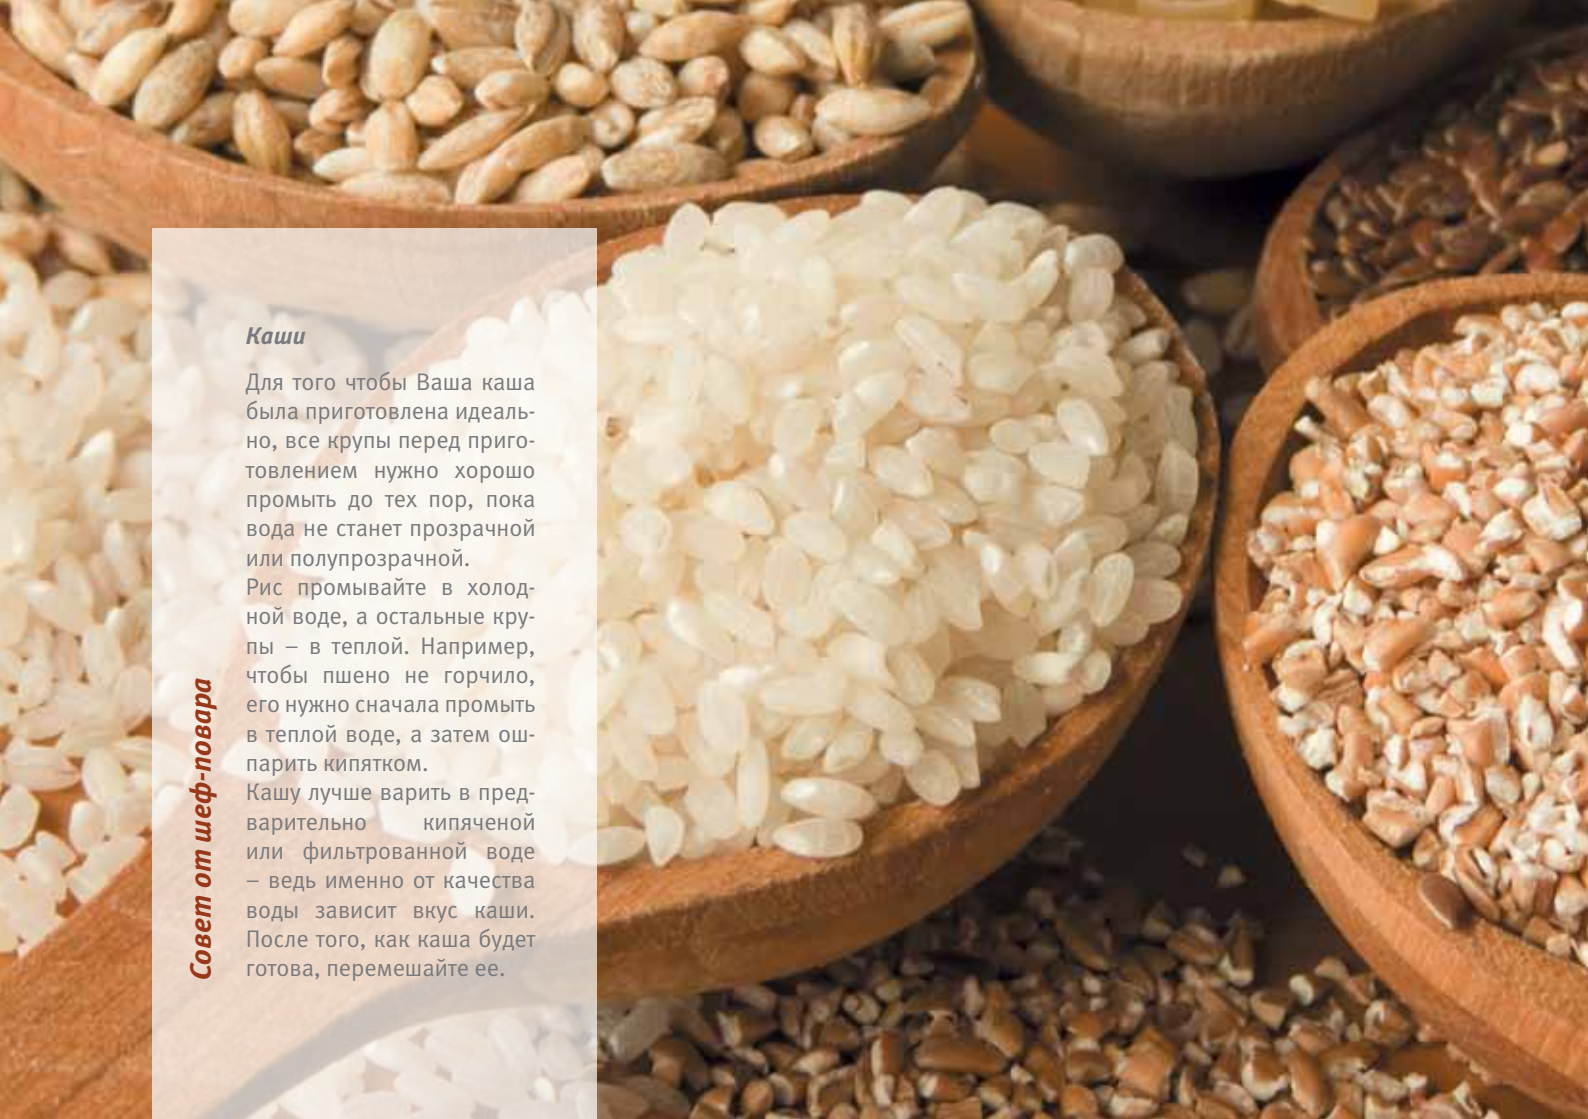 Каши
Для того чтобы Ваша каша
была приготовлена идеаль-
но, все крупы перед приго-
товлением нужно хорошо
промыть до тех пор, пока
вода не станет прозрачной
или полупрозрачной.
Рис промывайте в холод-
ной воде, а остальные кру-
пы – в теплой. Например,
чтобы пшено не горчило,
его нужно сначала промыть
в теплой воде, а затем ош-
парить кипятком.
Кашу лучше варить в пред-
варительно кипяченой
или фильтрованной воде
– ведь именно от качества
воды зависит вкус каши.
После того, как каша будет
готова, перемешайте ее.
Совет от шеф-повара